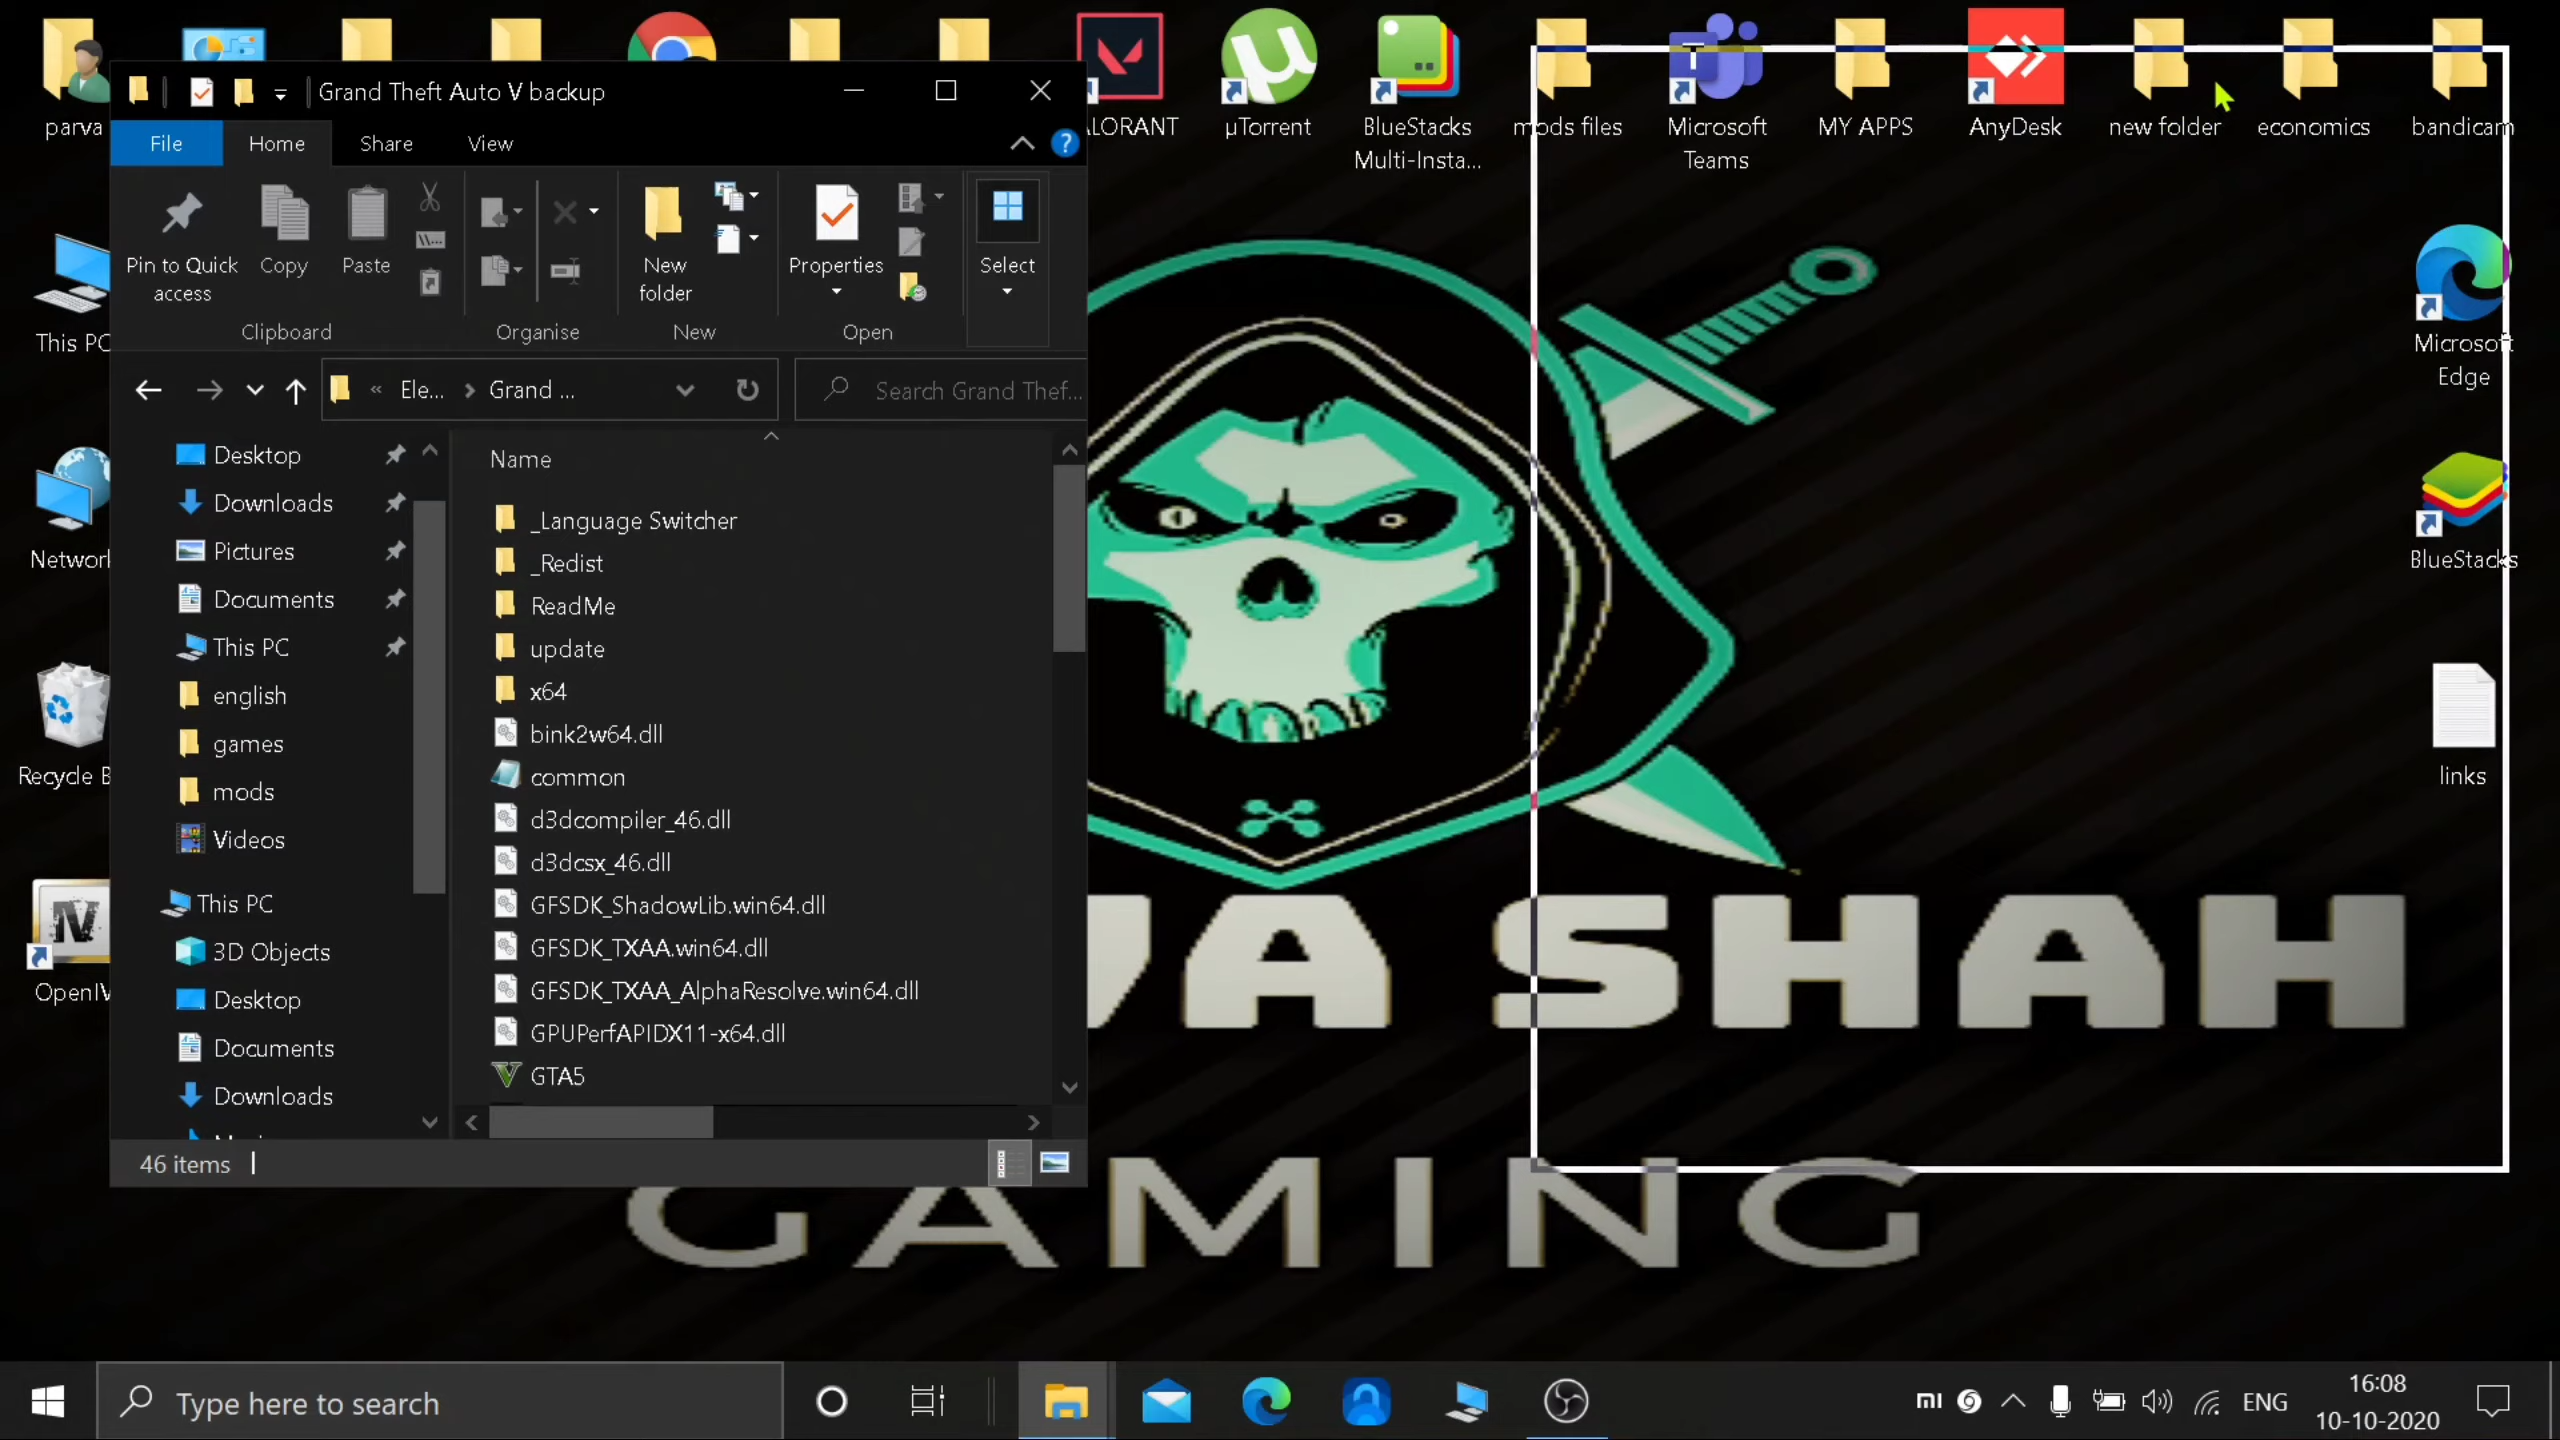 parva
LORANT
µTorrent
BlueStacks
Multi-Insta...
mods files
Microsoft
Teams
MY APPS
AnyDesk
new folder
economics
bandicam
Grand Theft Auto V backup
File
Home
Share
View
Pin to Quick
access
Copy
Paste
New
folder
Properties
Select
Clipboard
Organise
New
Open
« Ele... > Grand ...
Search Grand Thef...
This PC
Network
Recycle B
OpenIV
Desktop
Downloads
Pictures
Documents
This PC
english
games
mods
Videos
This PC
3D Objects
Desktop
Documents
Downloads
Name
_Language Switcher
_Redist
ReadMe
update
x64
bink2w64.dll
common
d3dcompiler_46.dll
d3dcsx_46.dll
GFSDK_ShadowLib.win64.dll
GFSDK_TXAA.win64.dll
GFSDK_TXAA_AlphaResolve.win64.dll
GPUPerfAPIDX11-x64.dll
GTA5
46 items
Microsoft
Edge
BlueStacks
links
VA SHAH
GAMING
Type here to search
ENG
16:08
10-10-2020